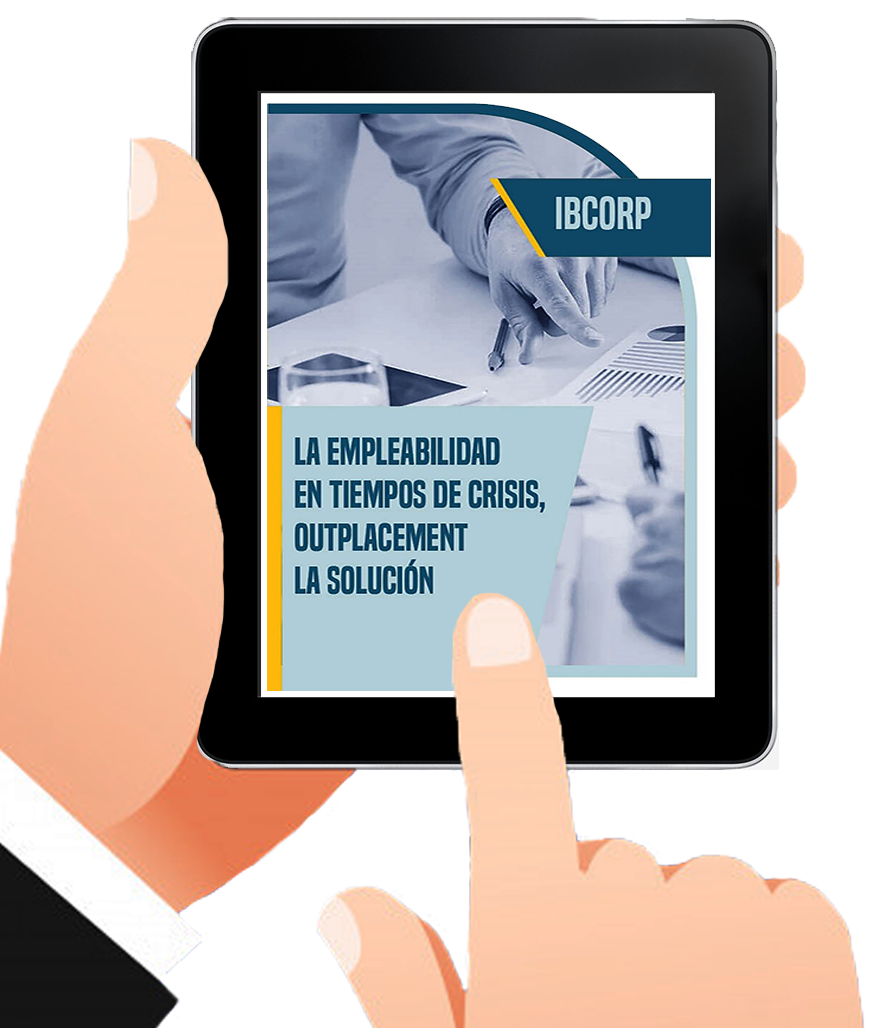 IBCORP
LA EMPLEABILIDAD
EN TIEMPOS DE CRISIS,
OUTPLACEMENT
LA SOLUCIÓN